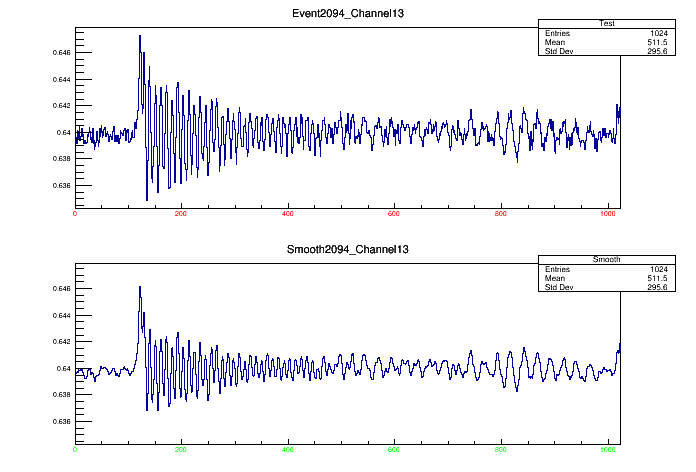 Event2094_Channel13
Test
Entries 1024
Mean 511.5
Std Dev 295.6
0.646
0.644
0.642
0.64
0.638
0.636
0 200 400 600 800 1000
Smooth2094_Channel13
Smooth
Entries 1024
Mean 511.5
Std Dev 295.6
0.646
0.644
0.642
0.64
0.638
0.636
0 200 400 600 800 1000